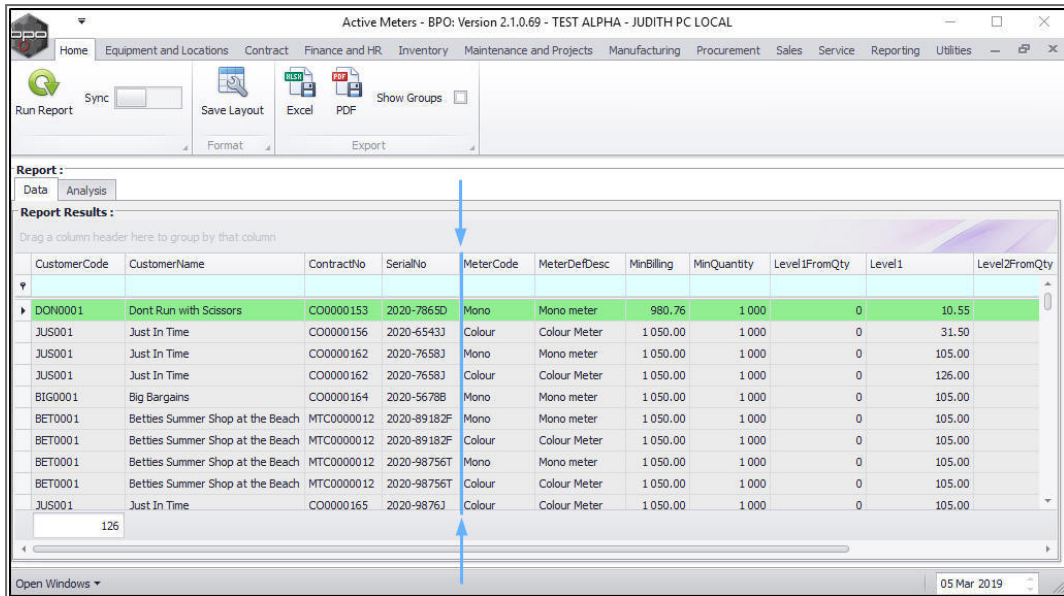 Active Meters - BPO: Version 2.1.0.69 - TEST ALPHA - JUDITH PC LOCAL
bpo
Home Equipment and Locations Contract Finance and HR Inventory Maintenance and Projects Manufacturing Procurement Sales Service Reporting Utilities
Run Report Sync Save Layout XLSX Excel PDF PDF Show Groups
Format Export
Report :
Data Analysis
Report Results :
Drag a column header here to group by that column
CustomerCode CustomerName ContractNo SerialNo MeterCode MeterDefDesc MinBilling MinQuantity Level1FromQty Level1 Level2FromQty
DON0001 Dont Run with Scissors CO0000153 2020-7865D Mono Mono meter 980.76 1 000 0 10.55
JUS001 Just In Time CO0000156 2020-6543J Colour Colour Meter 1 050.00 1 000 0 31.50
JUS001 Just In Time CO0000162 2020-7658J Mono Mono meter 1 050.00 1 000 0 105.00
JUS001 Just In Time CO0000162 2020-7658J Colour Colour Meter 1 050.00 1 000 0 126.00
BIG0001 Big Bargains CO0000164 2020-5678B Mono Mono meter 1 050.00 1 000 0 105.00
BET0001 Betties Summer Shop at the Beach MTC0000012 2020-89182F Mono Mono meter 1 050.00 1 000 0 105.00
BET0001 Betties Summer Shop at the Beach MTC0000012 2020-89182F Colour Colour Meter 1 050.00 1 000 0 105.00
BET0001 Betties Summer Shop at the Beach MTC0000012 2020-98756T Mono Mono meter 1 050.00 1 000 0 105.00
BET0001 Betties Summer Shop at the Beach MTC0000012 2020-98756T Colour Colour Meter 1 050.00 1 000 0 105.00
JUS001 Just In Time CO0000165 2020-9876J Colour Colour Meter 1 050.00 1 000 0 105.00
126
Open Windows 05 Mar 2019